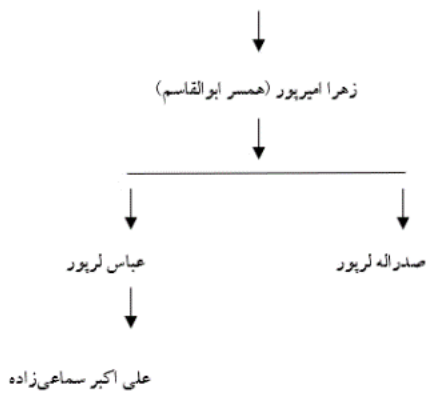 زهرا امیرپور (همسر ابوالقاسم)
صدراله لرپور
عباس لرپور
علی اکبر سماعی‌زاده